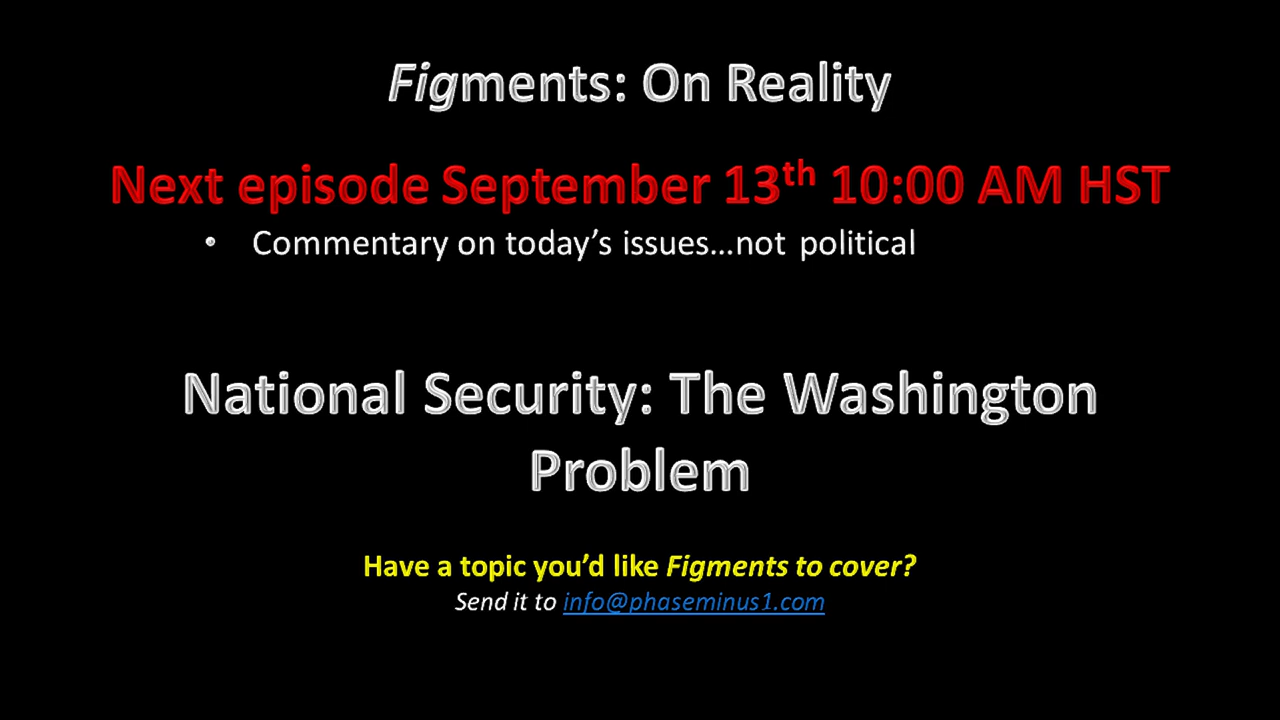 Figments: On Reality
Next episode September 13th 10:00 AM HST
• Commentary on today’s issues…not political
National Security: The Washington
Problem
Have a topic you’d like Figments to cover?
Send it to info@phaseminus1.com